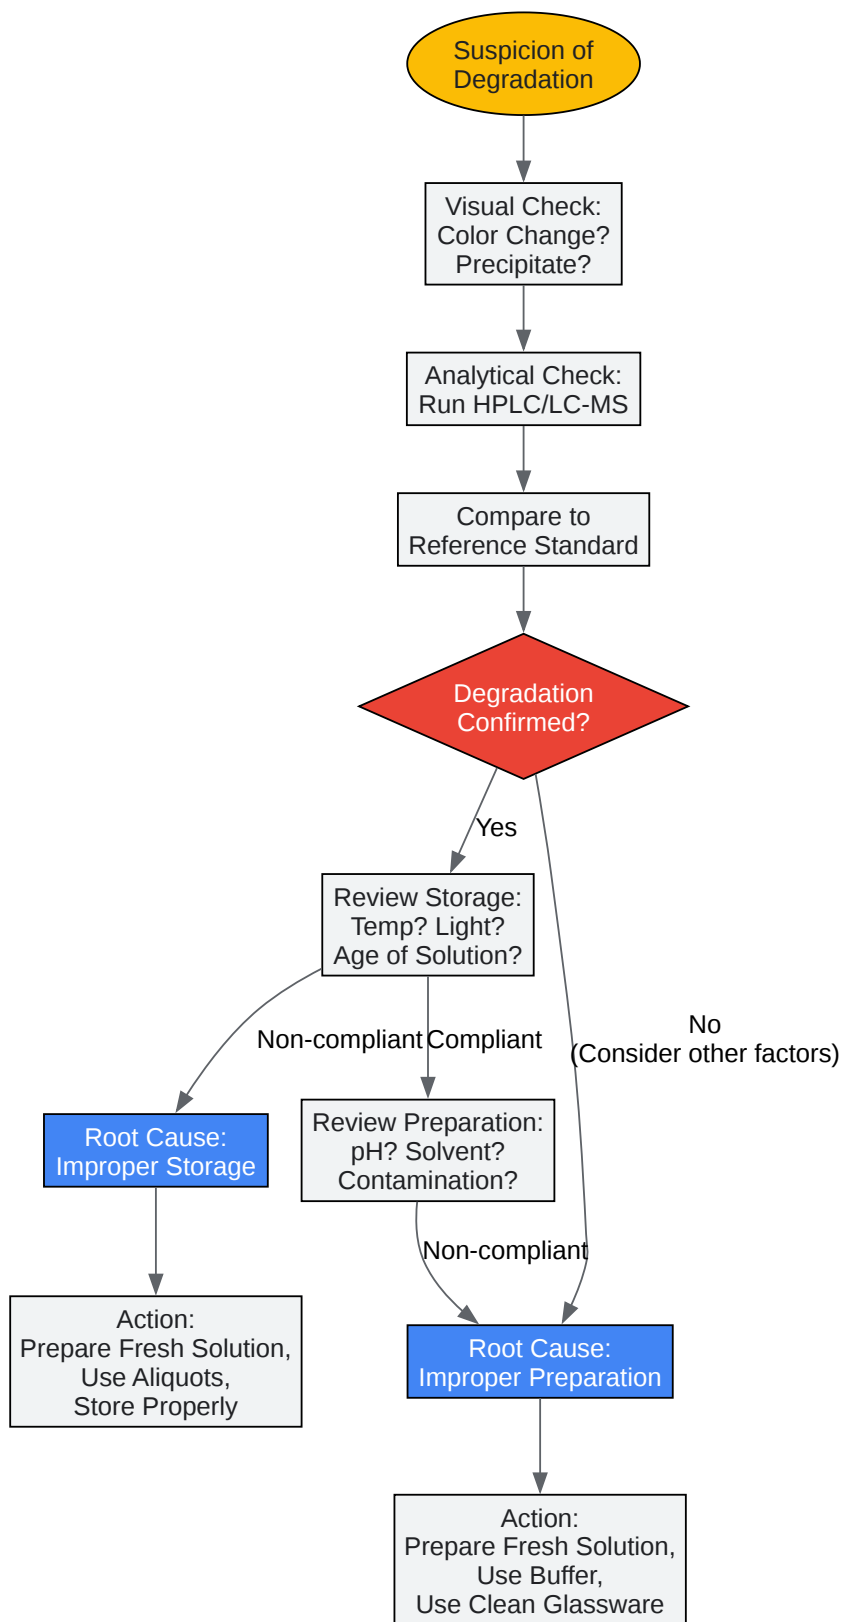 Suspicion of
Degradation
Visual Check:
Color Change?
Precipitate?
Analytical Check:
Run HPLC/LC-MS
Compare to
Reference Standard
Degradation
Confirmed?
Yes
Review Storage:
Temp? Light?
Age of Solution?
No
(Consider other factors)
Non-compliant
Compliant
Root Cause:
Improper Storage
Review Preparation:
pH? Solvent?
Contamination?
Non-compliant
Action:
Prepare Fresh Solution,
Use Aliquots,
Store Properly
Root Cause:
Improper Preparation
Action:
Prepare Fresh Solution,
Use Buffer,
Use Clean Glassware